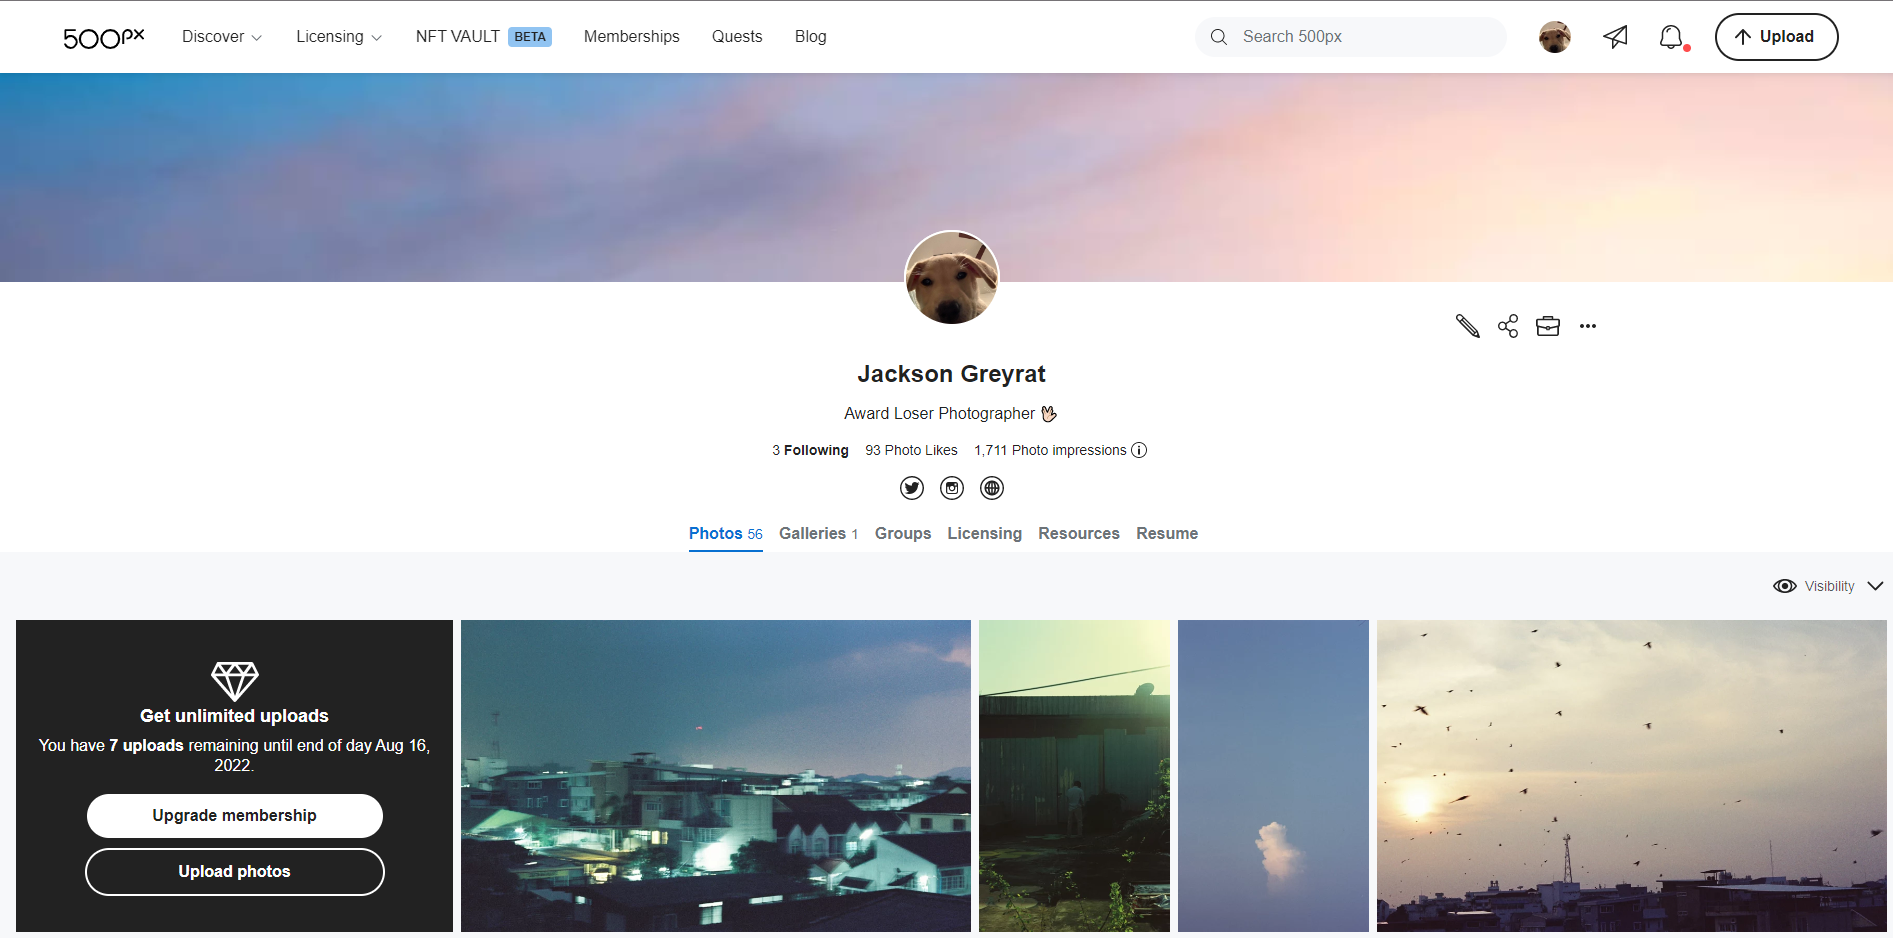 500px
Discover
Licensing
NFT VAULT BETA
Memberships
Quests
Blog
Search 500px
Upload
Jackson Greyrat
Award Loser Photographer 🖖🏻
3 Following 93 Photo Likes 1,711 Photo impressions
Photos 56
Galleries 1
Groups
Licensing
Resources
Resume
Visibility
Get unlimited uploads
You have 7 uploads remaining until end of day Aug 16,
2022.
Upgrade membership
Upload photos